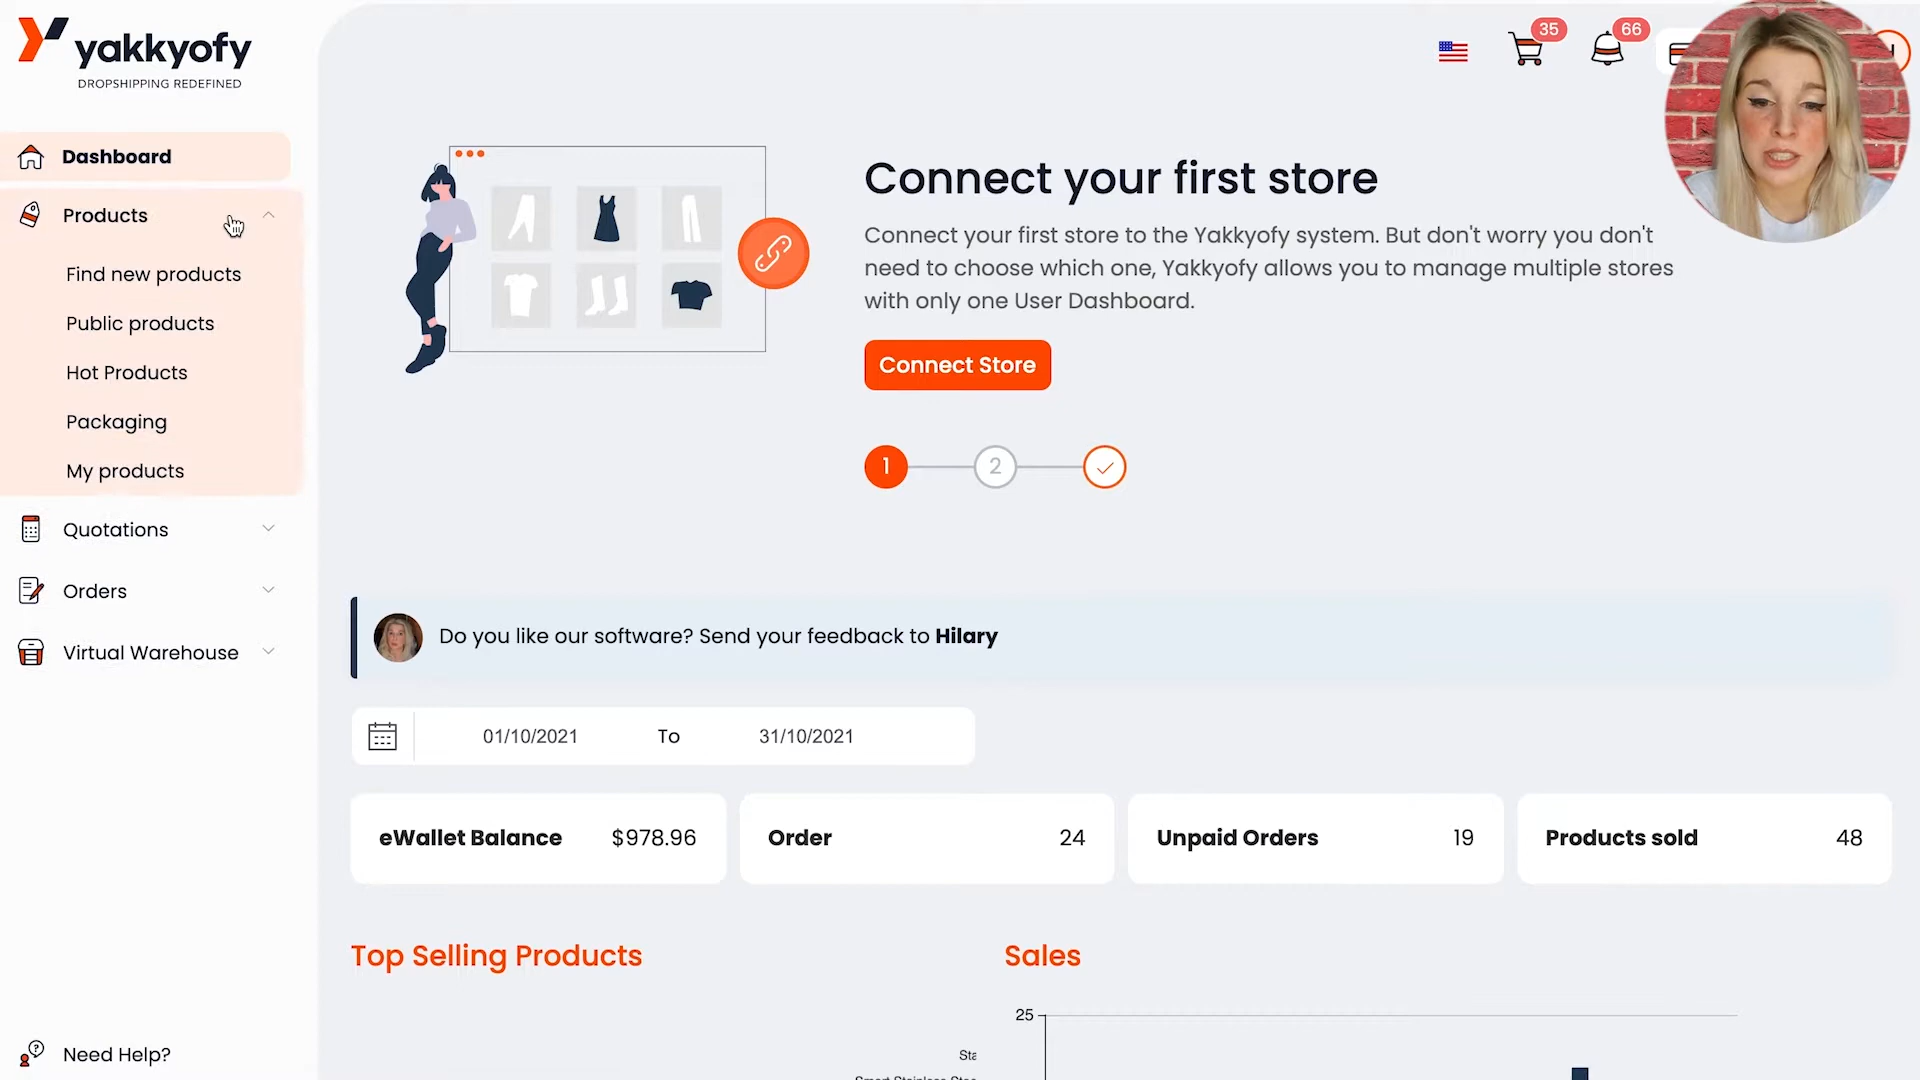 yakkyofy
DROPSHIPPING REDEFINED
35
66
Dashboard
Products
Find new products
Public products
Hot Products
Packaging
My products
Quotations
Orders
Virtual Warehouse
Need Help?
Connect your first store
Connect your first store to the Yakkyofy system. But don't worry you don't
need to choose which one, Yakkyofy allows you to manage multiple stores
with only one User Dashboard.
Connect Store
1
2
Do you like our software? Send your feedback to Hilary
01/10/2021 To 31/10/2021
eWallet Balance $978.96
Order 24
Unpaid Orders 19
Products sold 48
Top Selling Products
Sales
25